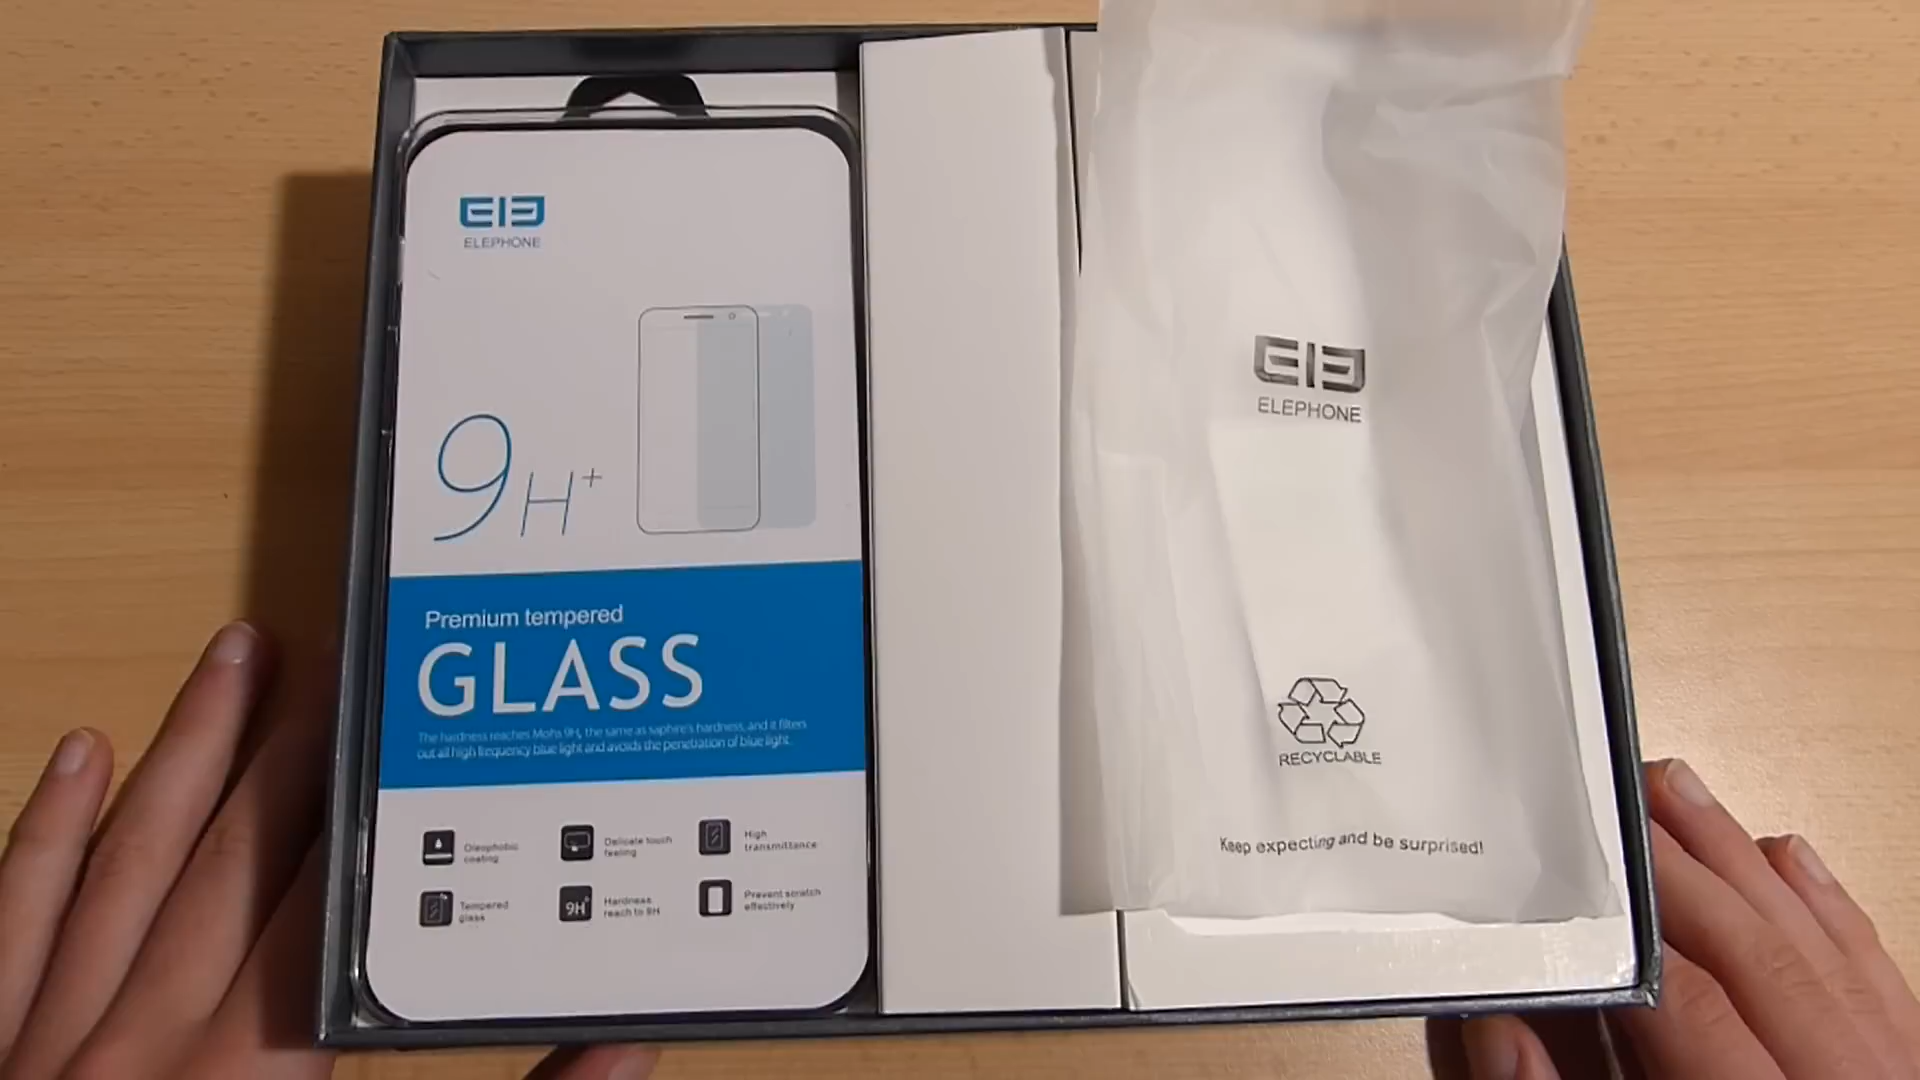 ELE
ELEPHONE
9H+
Premium tempered
GLASS
The hardness reaches Mohs 9H, the same as saphire's hardness, and it filters
out all high frequency blue light and avoids the penetration of blue light.
Oleophobic
coating
Delicate touch
feeling
High
transmittance
Tempered
glass
9H
Hardness
reach to 9H
Prevent scratch
effectively
ELE
ELEPHONE
RECYCLABLE
Keep expecting and be surprised!